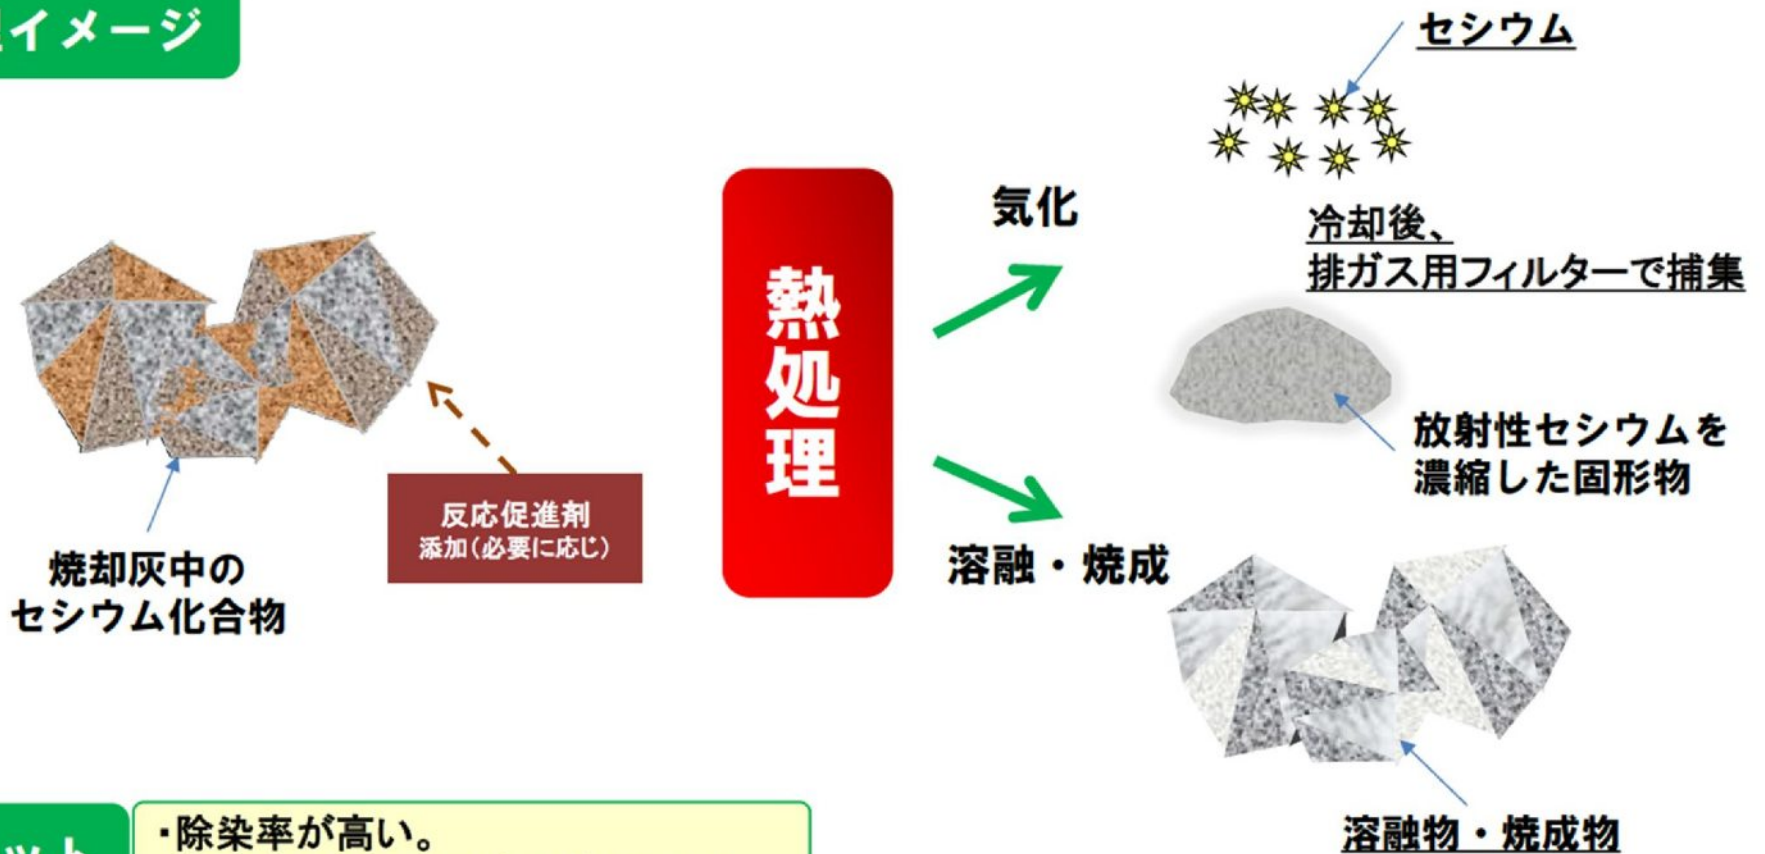 イメージ
セシウム
気化
冷却後、
排ガス用フィルターで捕集
熱処理
放射性セシウムを
濃縮した固形物
反応促進剤
添加(必要に応じ)
焼却灰中の
セシウム化合物
溶融・焼成
溶融物・焼成物
・除染率が高い。
ット